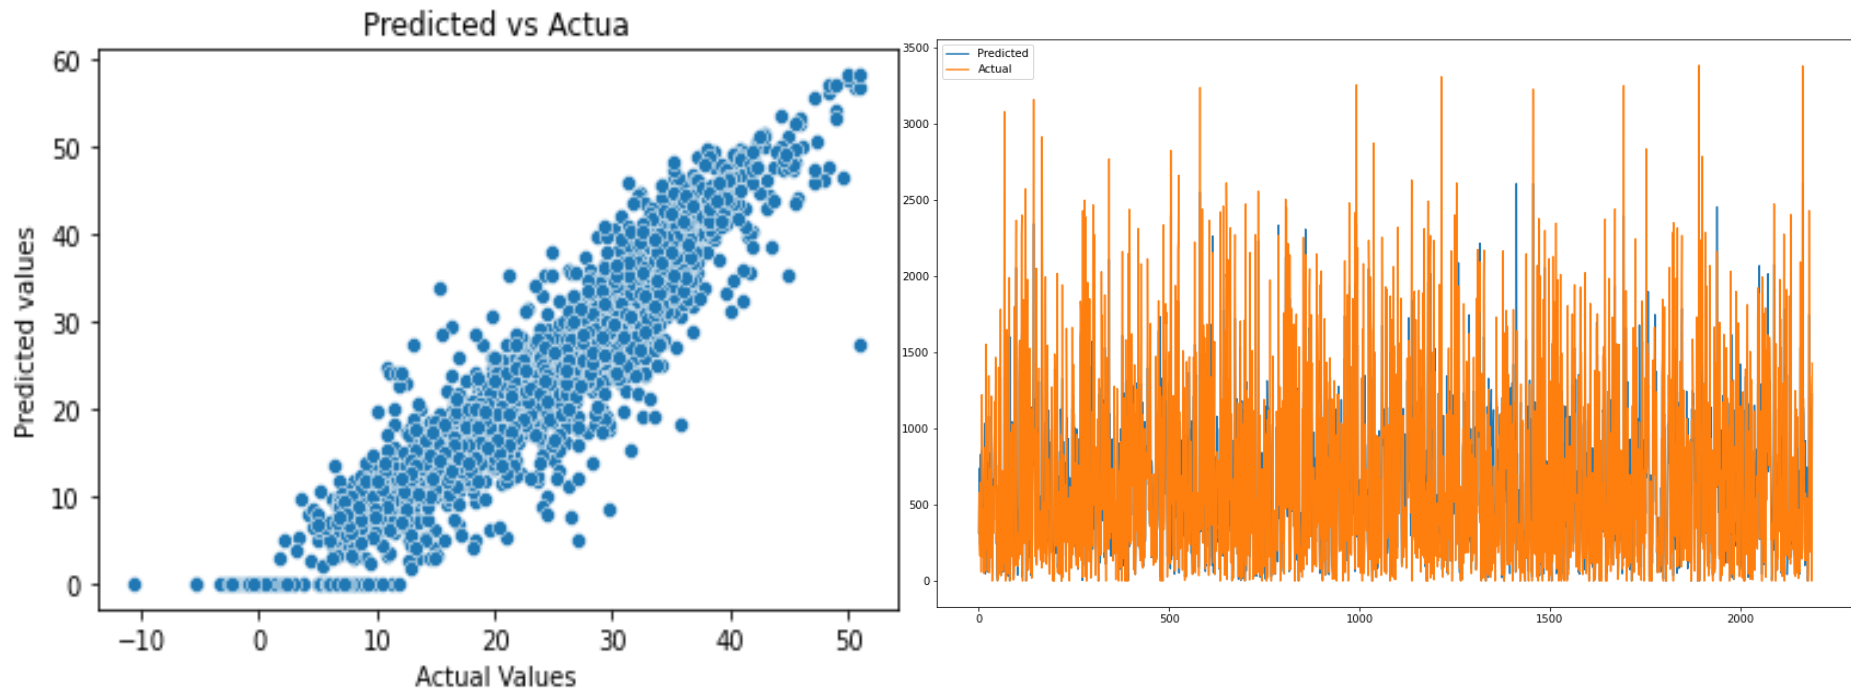 Predicted vs Actua
60
50
40
30
20
10
0
Predicted values
−10 0 10 20 30 40 50
Actual Values
Predicted
Actual
3500
3000
2500
2000
1500
1000
500
0
0 500 1000 1500 2000